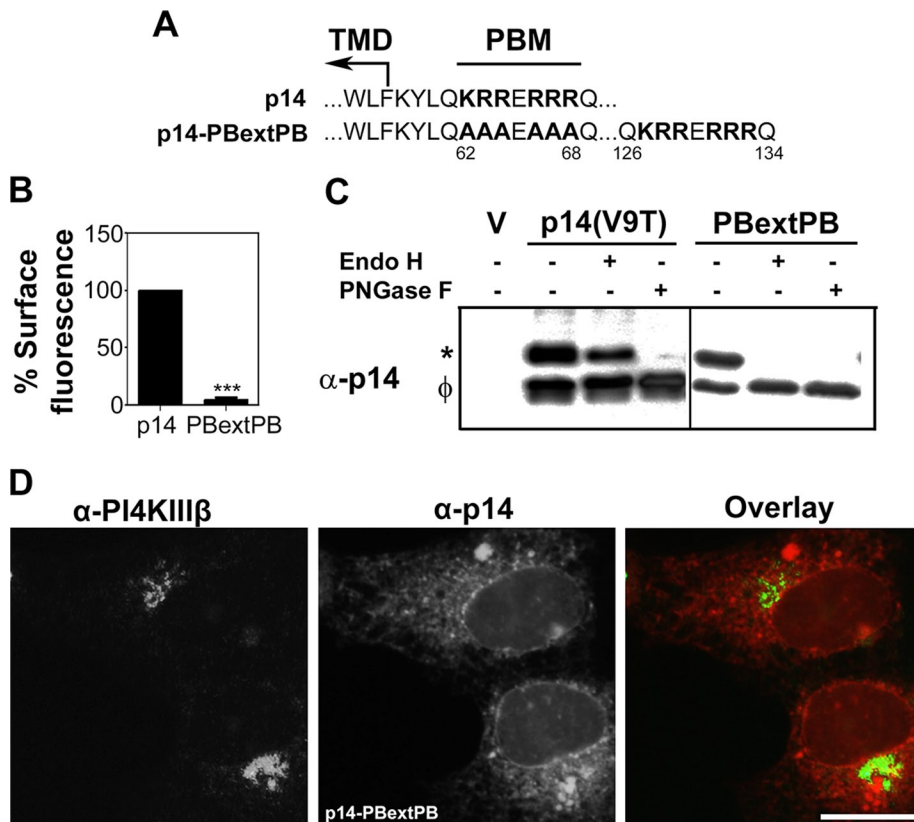 A
TMD PBM
p14 ...WLFKYLQKRRERRRQ...
p14-PBextPB ...WLFKYLQAAAEAAAQ...QKRRERRRQ
62 68 126 134
B
% Surface
fluorescence
150
100
50
0
***
p14 PBextPB
C
V p14(V9T) PBextPB
Endo H - - + - - + -
PNGase F - - - + - - +
α-p14
*
ϕ
D
α-PI4KIIIβ α-p14 Overlay
p14-PBextPB